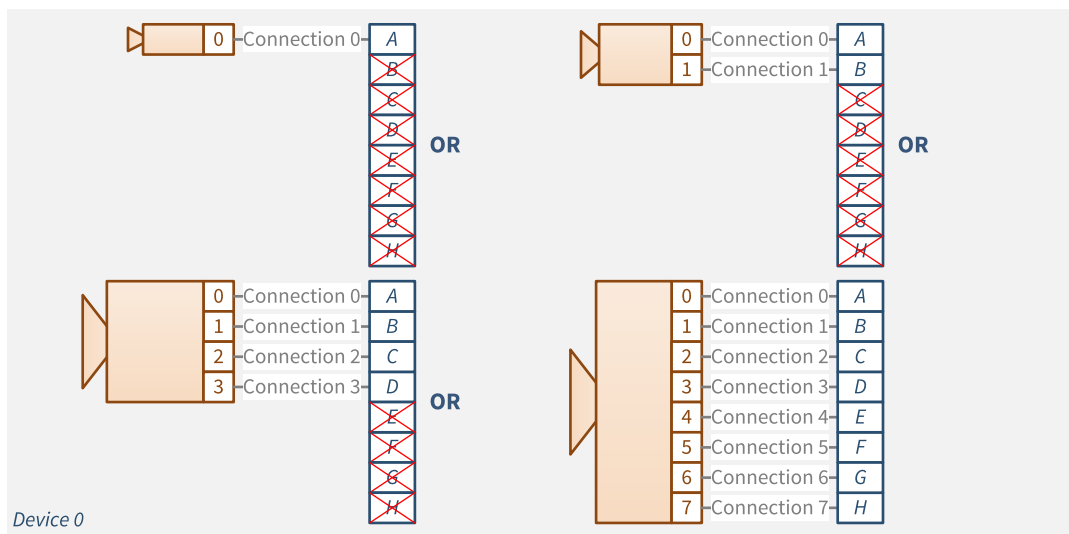 0 Connection 0 A
B
C
D
E
F
G
H
OR
0 Connection 0 A
1 Connection 1 B
C
D
E
F
G
H
OR
0 Connection 0 A
1 Connection 1 B
2 Connection 2 C
3 Connection 3 D
E
F
G
H
OR
0 Connection 0 A
1 Connection 1 B
2 Connection 2 C
3 Connection 3 D
4 Connection 4 E
5 Connection 5 F
6 Connection 6 G
7 Connection 7 H
Device 0